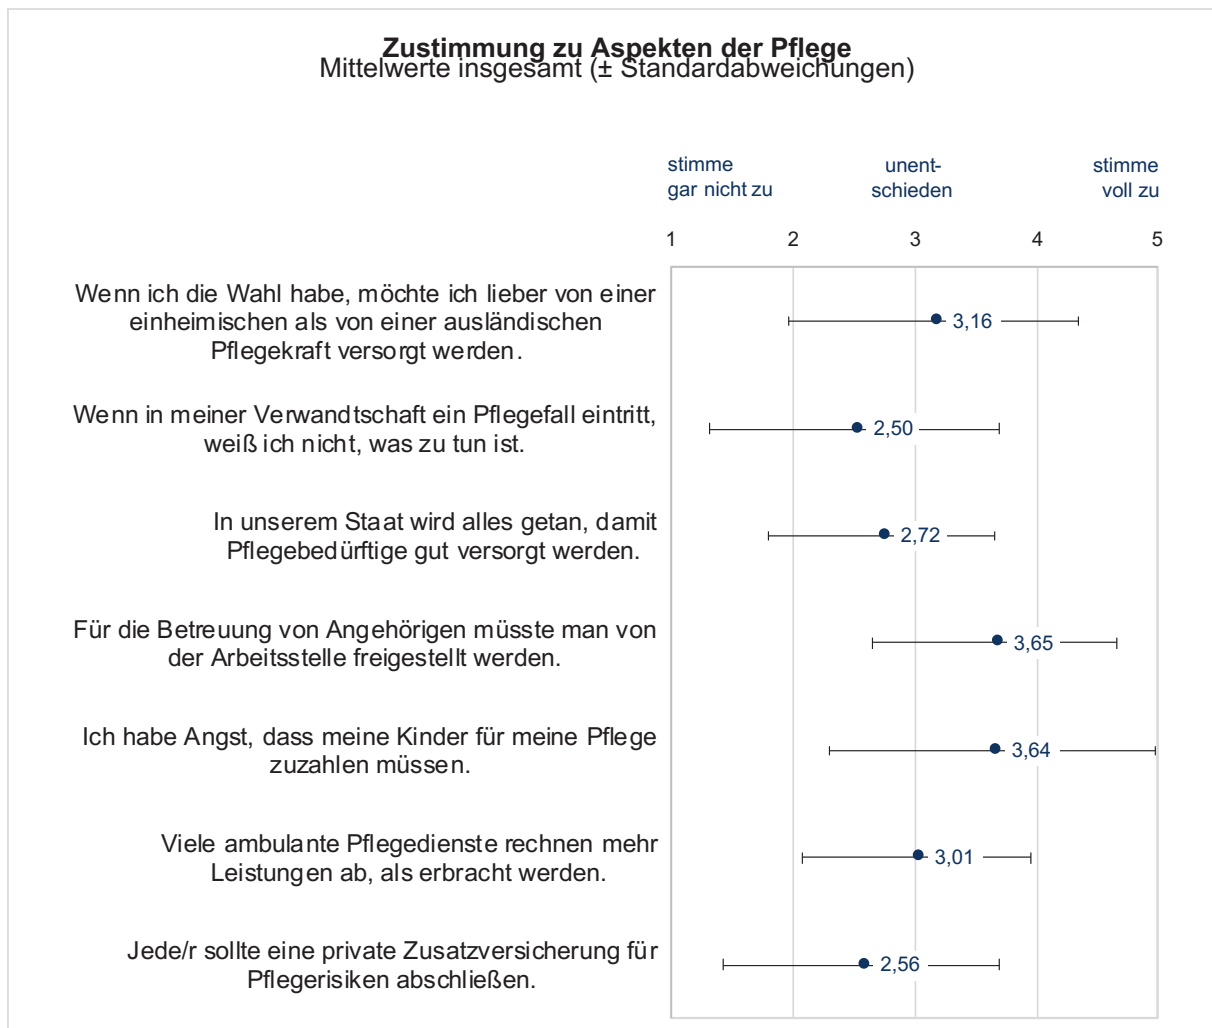 Zustimmung zu Aspekten der Pflege
Mittelwerte insgesamt (± Standardabweichungen)
stimme
gar nicht zu
unent-
schieden
stimme
voll zu
1 2 3 4 5
Wenn ich die Wahl habe, möchte ich lieber von einer
einheimischen als von einer ausländischen
Pflegekraft versorgt werden.
3,16
Wenn in meiner Verwandtschaft ein Pflegefall eintritt,
weiß ich nicht, was zu tun ist.
2,50
In unserem Staat wird alles getan, damit
Pflegebedürftige gut versorgt werden.
2,72
Für die Betreuung von Angehörigen müsste man von
der Arbeitsstelle freigestellt werden.
3,65
Ich habe Angst, dass meine Kinder für meine Pflege
zuzahlen müssen.
3,64
Viele ambulante Pflegedienste rechnen mehr
Leistungen ab, als erbracht werden.
3,01
Jede/r sollte eine private Zusatzversicherung für
Pflegerisiken abschließen.
2,56